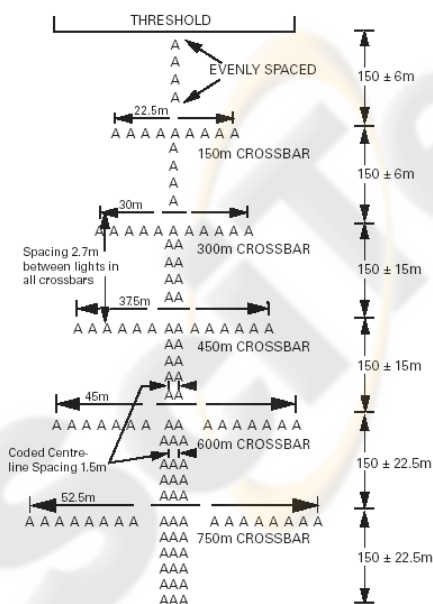 THRESHOLD
A
A
EVENLY SPACED
A
150 ± 6m
A
22.5m
A A A A A A A A A
150m CROSSBAR
A
A
150 ± 6m
A
A
A
30m
A A A A A A A A A A A
300m CROSSBAR
AA
Spacing 2.7m
between lights in
all crossbars
AA
AA
150 ± 15m
AA
37.5m
AA
A A A A A A AA A A A A A A
450m CROSSBAR
AA
AA
150 ± 15m
AA
45m
AA
A A A A A A A AA A A A A A A A
600m CROSSBAR
AAA
Coded Centre-
line Spacing 1.5m
AAA
AAA
150 ± 22.5m
AAA
52.5m
AAA
A A A A A A A A AAA A A A A A A A A
750m CROSSBAR
AAA
AAA
150 ± 22.5m
AAA
AAA
AAA